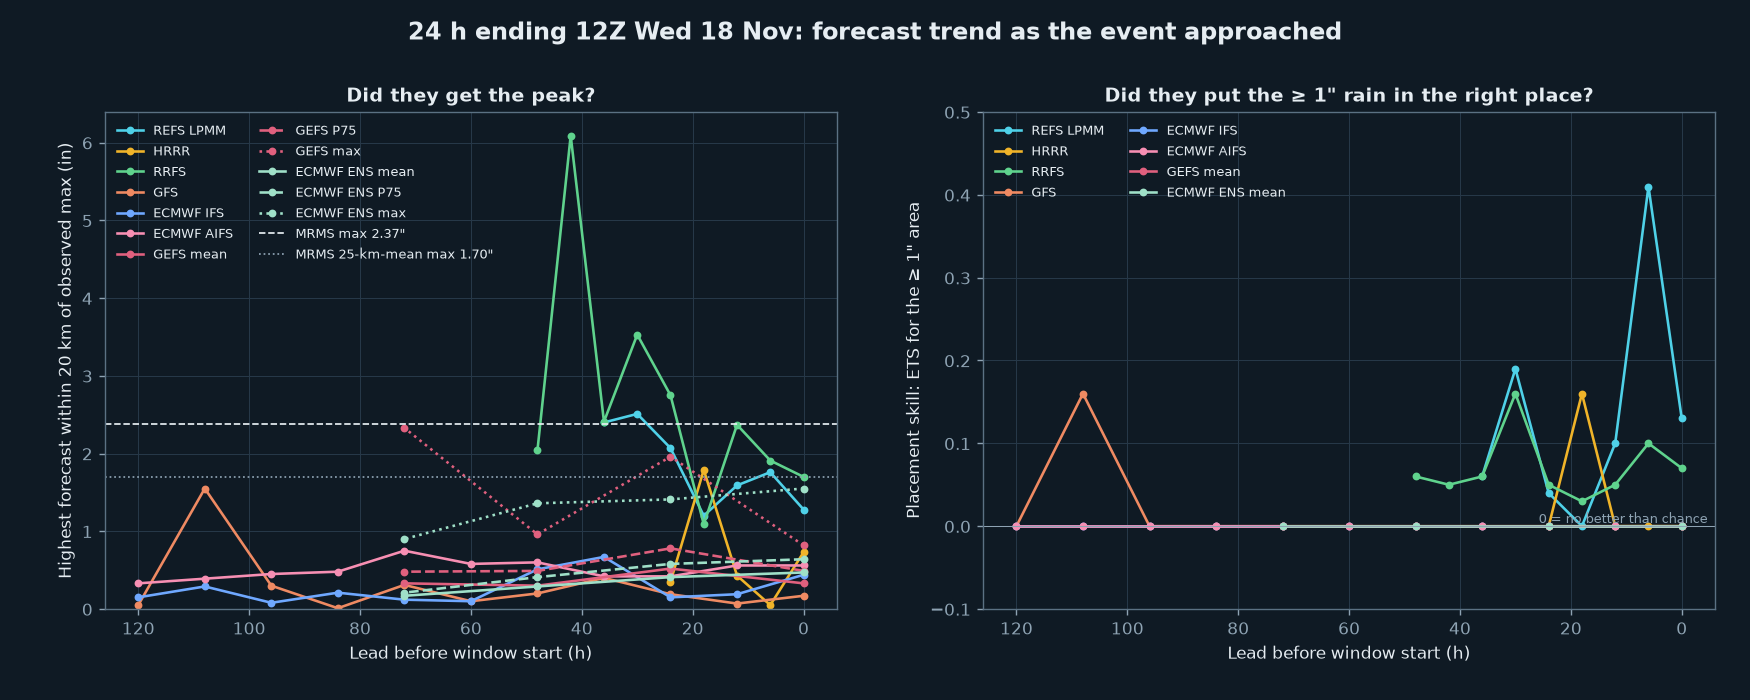 24 h ending 12Z Wed 18 Nov: forecast trend as the event approached
Did they get the peak?
Highest forecast within 20 km of observed max (in)
6
5
4
3
2
1
0
REFS LPMM
HRRR
RRFS
GFS
ECMWF IFS
ECMWF AIFS
GEFS mean
GEFS P75
GEFS max
ECMWF ENS mean
ECMWF ENS P75
ECMWF ENS max
MRMS max 2.37"
MRMS 25-km-mean max 1.70"
120 100 80 60 40 20 0
Lead before window start (h)
Did they put the ≥ 1" rain in the right place?
Placement skill: ETS for the ≥ 1" area
0.5
0.4
0.3
0.2
0.1
0.0
−0.1
REFS LPMM
HRRR
RRFS
GFS
ECMWF IFS
ECMWF AIFS
GEFS mean
ECMWF ENS mean
0 = no better than chance
120 100 80 60 40 20 0
Lead before window start (h)